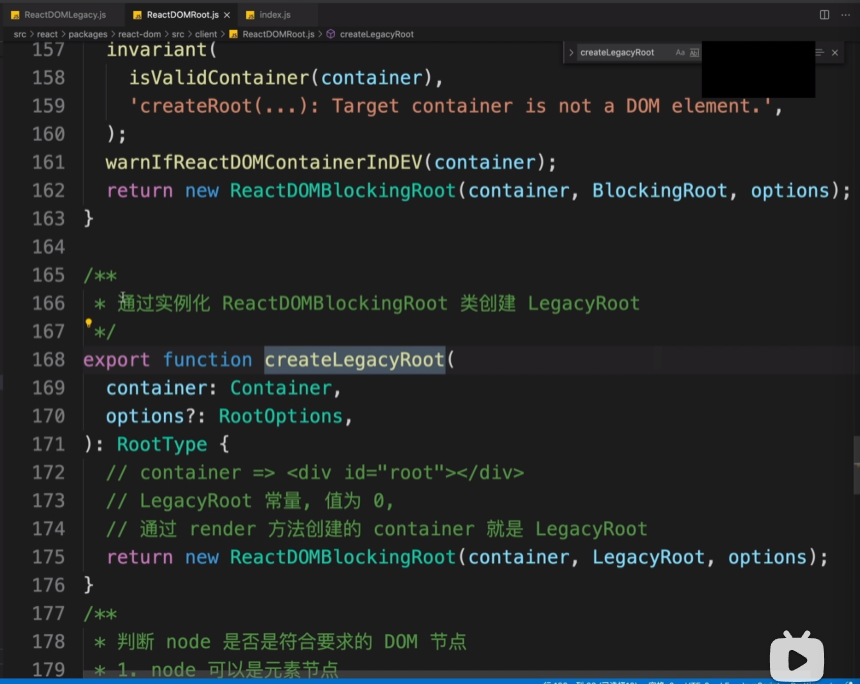 ReactDOMLegacy.js ReactDOMRoot.js × index.js
src > react > packages > react-dom > src > client > ReactDOMRoot.js > createLegacyRoot
createLegacyRoot Aa
157 invariant(
158 isValidContainer(container),
159 'createRoot(...): Target container is not a DOM element.',
160 );
161 warnIfReactDOMContainerInDEV(container);
162 return new ReactDOMBlockingRoot(container, BlockingRoot, options);
163 }
164
165 /**
166 * 通过实例化 ReactDOMBlockingRoot 类创建 LegacyRoot
167 */
168 export function createLegacyRoot(
169 container: Container,
170 options?: RootOptions,
171 ): RootType {
172 // container => <div id="root"></div>
173 // LegacyRoot 常量, 值为 0,
174 // 通过 render 方法创建的 container 就是 LegacyRoot
175 return new ReactDOMBlockingRoot(container, LegacyRoot, options);
176 }
177 /**
178 * 判断 node 是否是符合要求的 DOM 节点
179 * 1. node 可以是元素节点